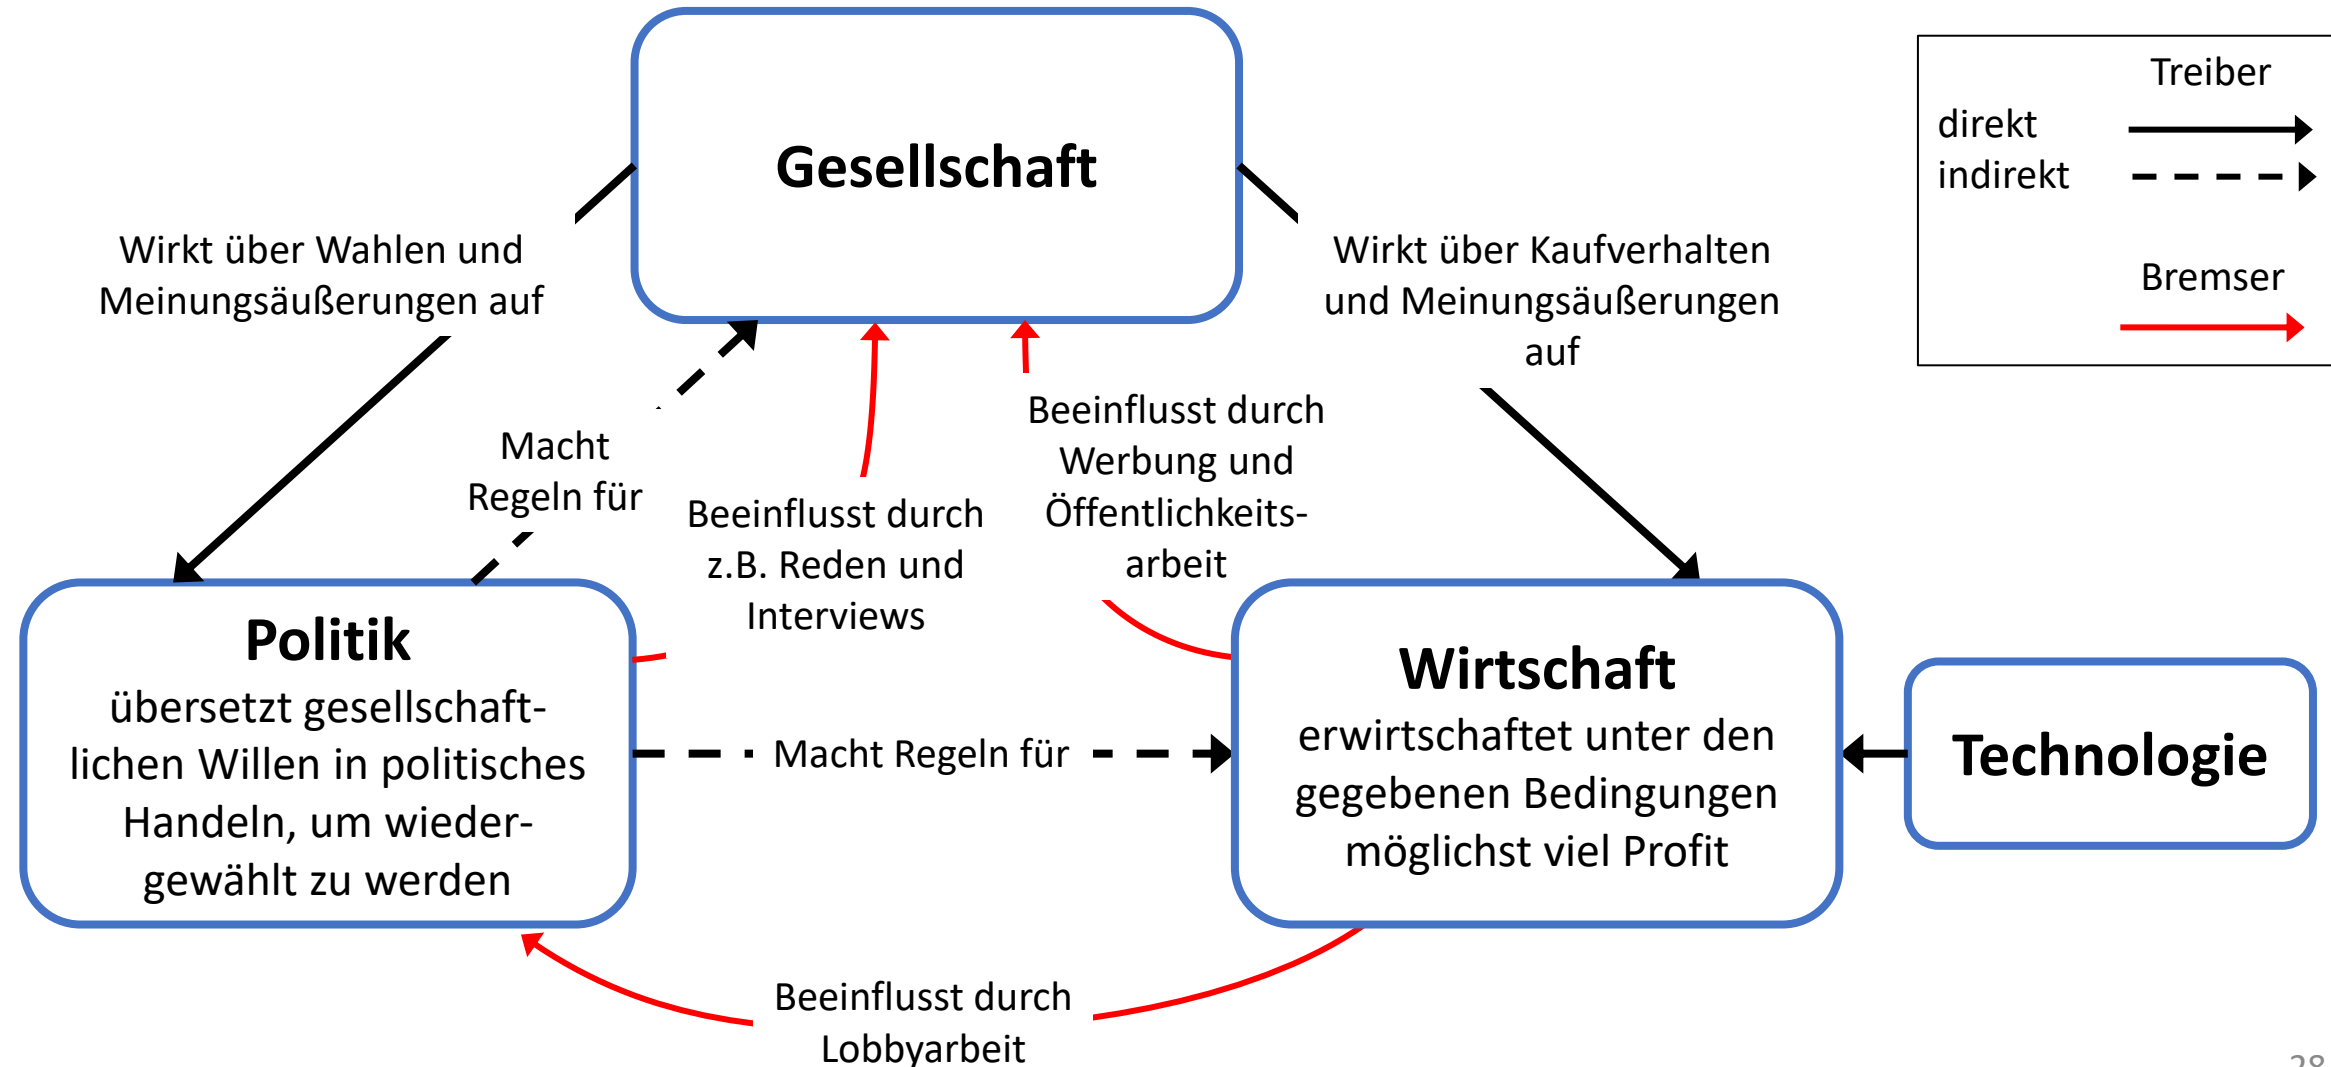 Gesellschaft
Treiber
direkt
indirekt
Bremser
Wirkt über Wahlen und
Meinungsäußerungen auf
Wirkt über Kaufverhalten
und Meinungsäußerungen
auf
Macht
Regeln für
Beeinflusst durch
z.B. Reden und
Interviews
Beeinflusst durch
Werbung und
Öffentlichkeits-
arbeit
Politik
übersetzt gesellschaft-
lichen Willen in politisches
Handeln, um wieder-
gewählt zu werden
Macht Regeln für
Wirtschaft
erwirtschaftet unter den
gegebenen Bedingungen
möglichst viel Profit
Technologie
Beeinflusst durch
Lobbyarbeit
28